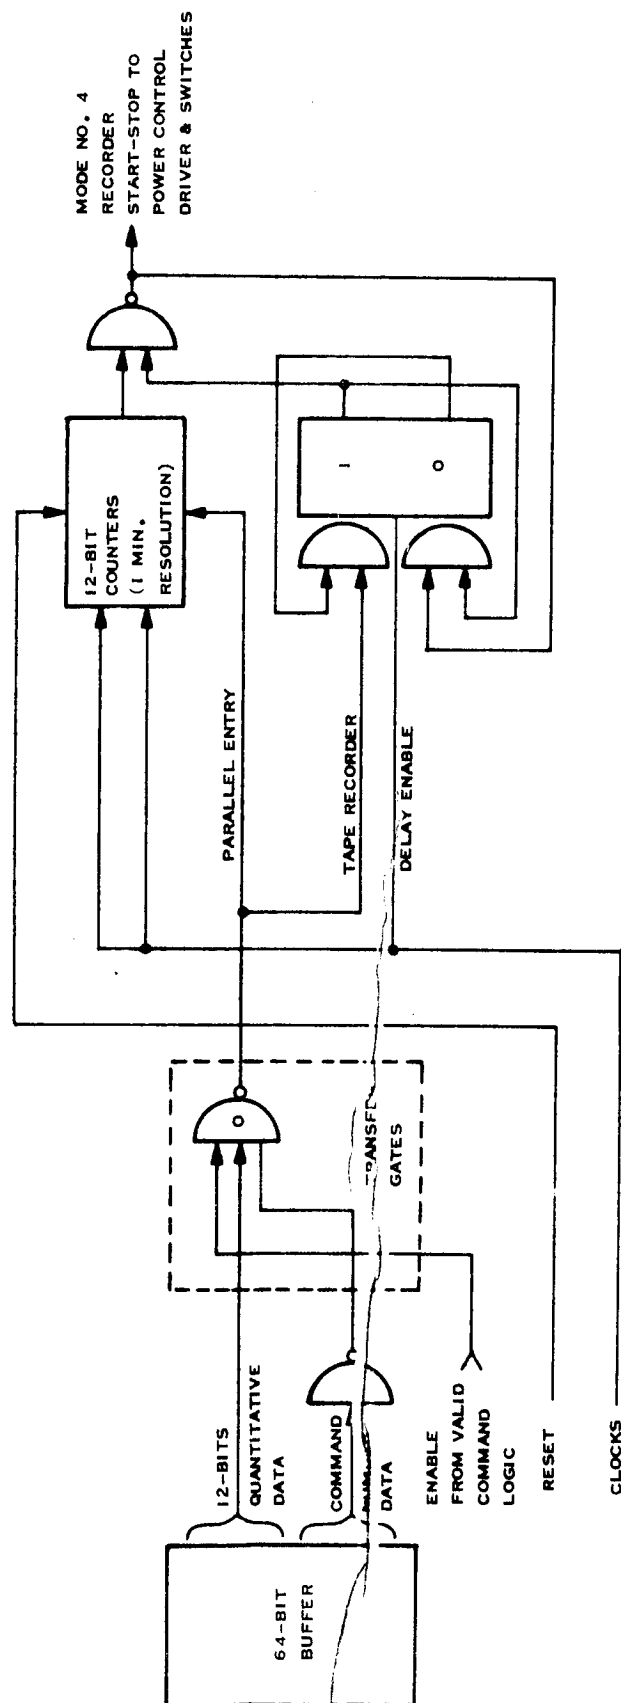 64-BIT
BUFFER
12-BITS
QUANTITATIVE
DATA
COMMAND
DATA
ENABLE
FROM VALID
COMMAND
LOGIC
RESET
CLOCKS
GATES
PARALLEL ENTRY
TAPE RECORDER
DELAY ENABLE
12-BIT
COUNTERS
(1 MIN.
RESOLUTION)
1
0
MODE NO. 4
RECORDER
START-STOP TO
POWER CONTROL
DRIVER & SWITCHES